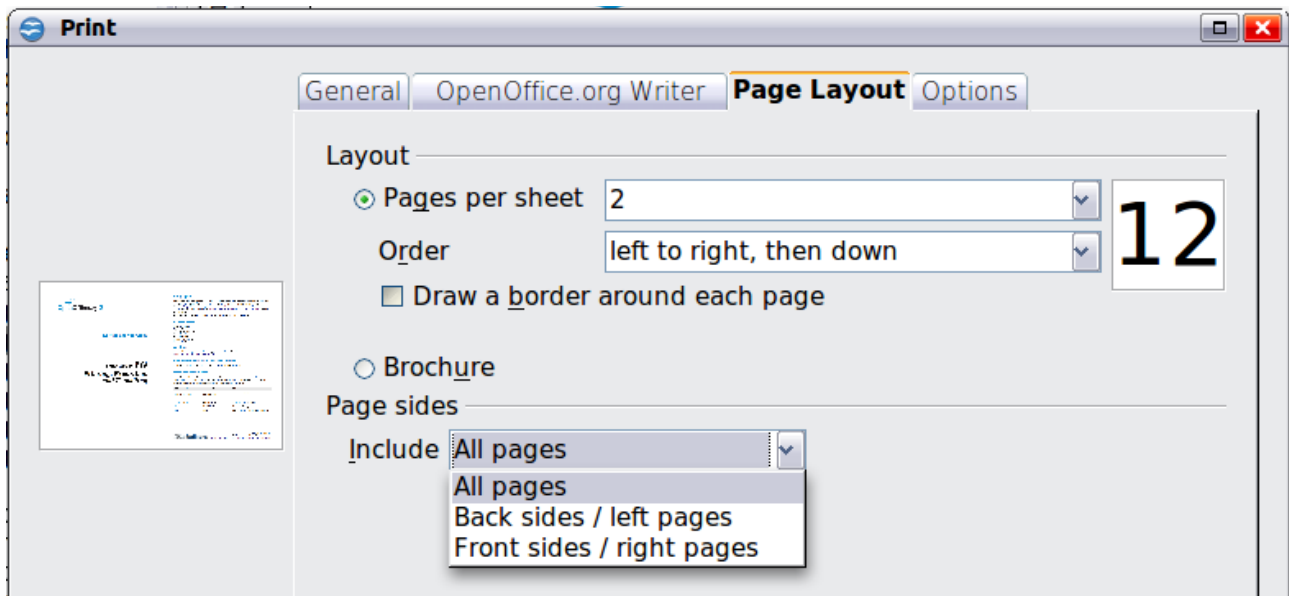 Print
General OpenOffice.org Writer Page Layout Options
Layout
Pages per sheet 2
12
Order left to right, then down
Draw a border around each page
Brochure
Page sides
Include All pages
All pages
Back sides / left pages
Front sides / right pages